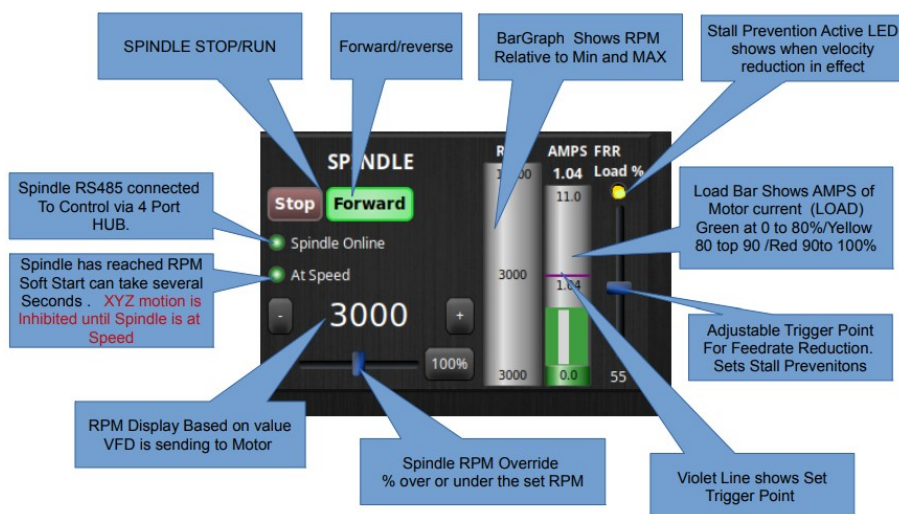 SPINDLE STOP/RUN
Forward/reverse
BarGraph Shows RPM
Relative to Min and MAX
Stall Prevention Active LED
shows when velocity
reduction in effect
Spindle RS485 connected
To Control via 4 Port
HUB.
Spindle has reached RPM
Soft Start can take several
Seconds . XYZ motion is
Inhibited until Spindle is at
Speed
SPINDLE
Stop
Forward
Spindle Online
At Speed
-
3000
+
100%
3000
3000
AMPS
1.04
11.0
1.04
0.0
FRR
Load %
55
Load Bar Shows AMPS of
Motor current (LOAD)
Green at 0 to 80%/Yellow
80 top 90 /Red 90to 100%
Adjustable Trigger Point
For Feedrate Reduction.
Sets Stall Prevenitons
RPM Display Based on value
VFD is sending to Motor
Spindle RPM Override
% over or under the set RPM
Violet Line shows Set
Trigger Point